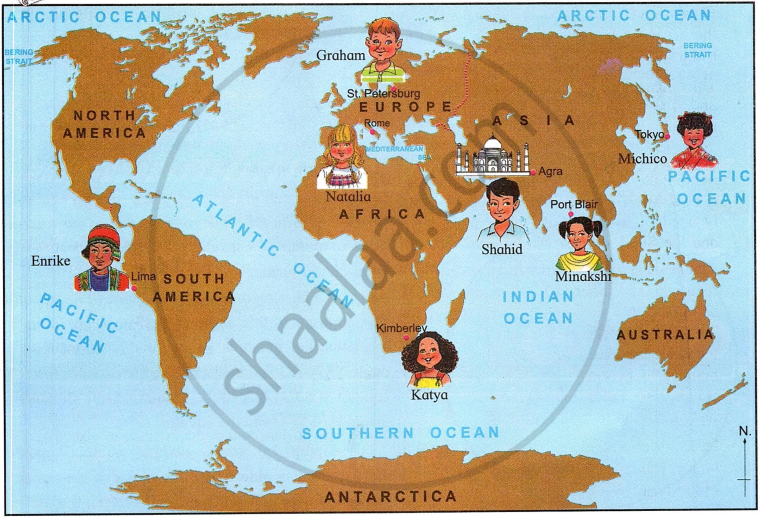 ARCTIC OCEAN
ARCTIC OCEAN
BERING
STRAIT
BERING
STRAIT
Graham
St. Petersburg
EUROPE
NORTH
AMERICA
ASIA
Rome
MEDITERRANEAN
SEA
Tokyo
Michico
Agra
Natalia
PACIFIC
OCEAN
ATLANTIC OCEAN
AFRICA
Port Blair
Shahid
Enrike
Minakshi
Lima
SOUTH
AMERICA
PACIFIC
OCEAN
INDIAN
OCEAN
Kimberley
AUSTRALIA
Katya
SOUTHERN OCEAN
N.
ANTARCTICA
shaalaa.com